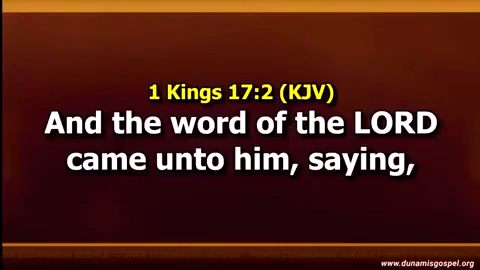 1 Kings 17:2 (KJV)
And the word of the LORD
came unto him, saying,
www.dunamisgospel.org